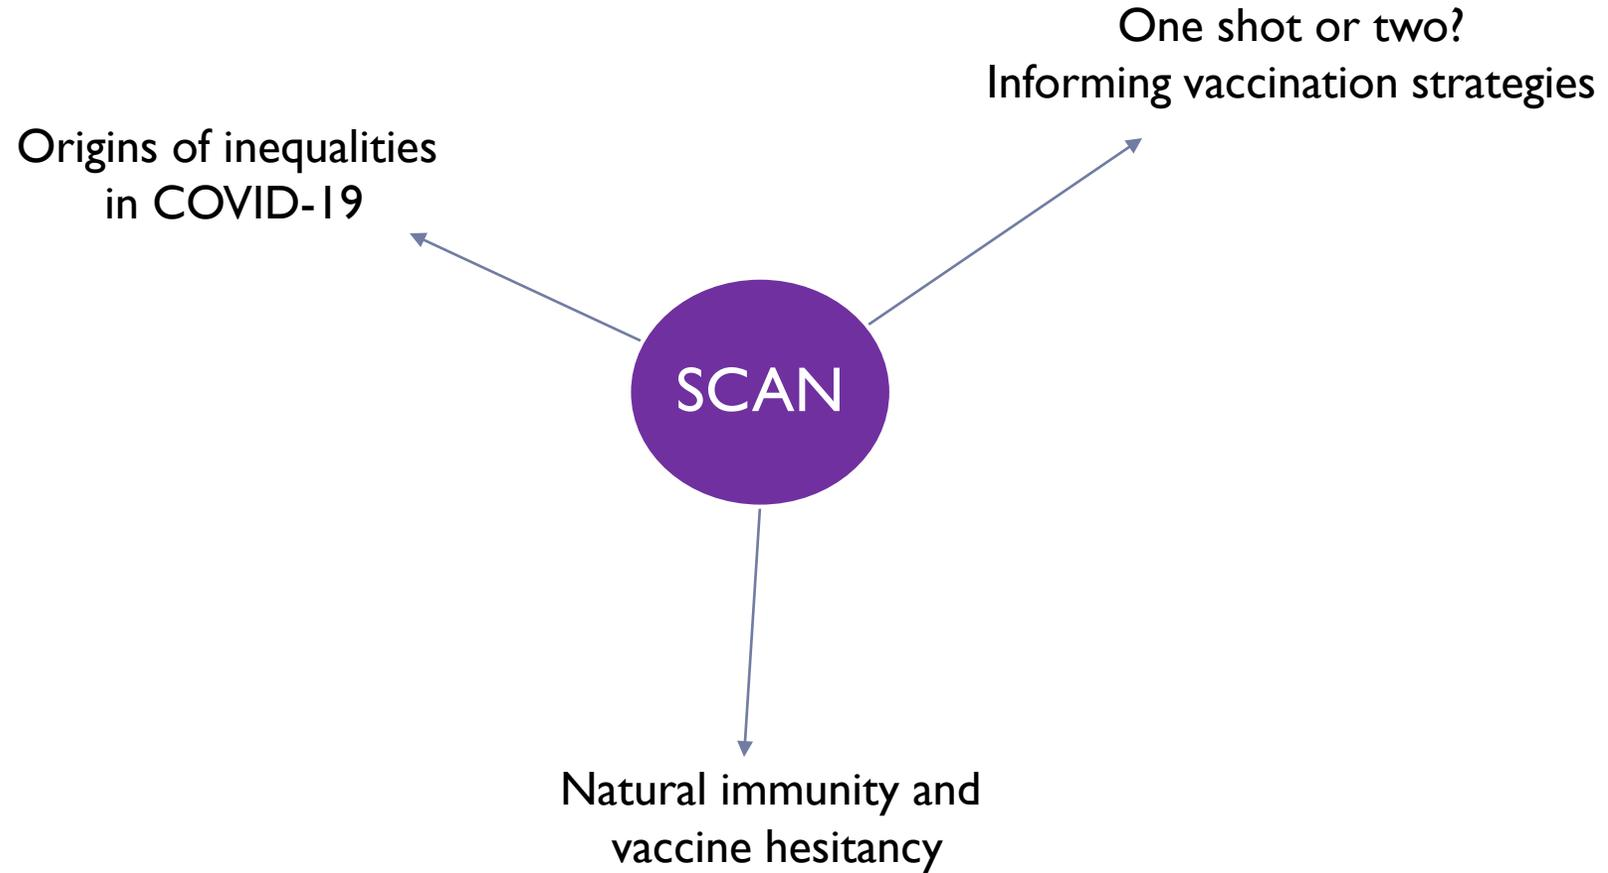 One shot or two?
Informing vaccination strategies
Origins of inequalities
in COVID-19
SCAN
Natural immunity and
vaccine hesitancy